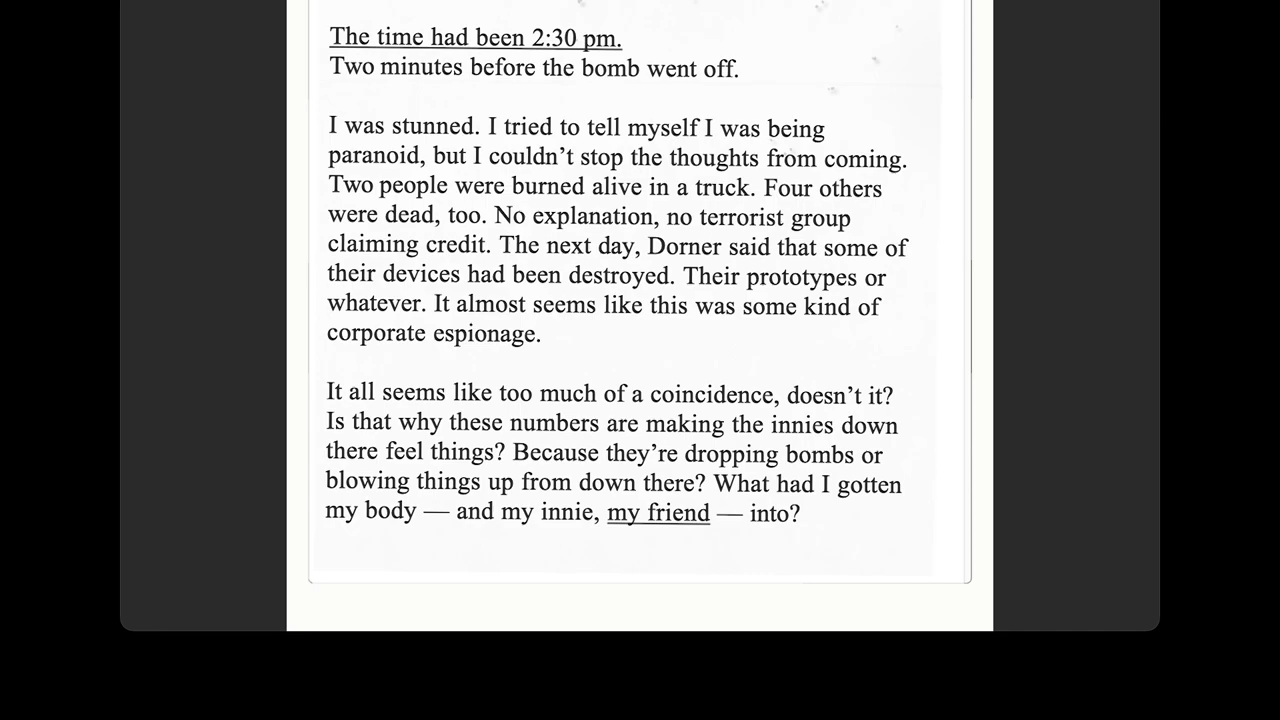 The time had been 2:30 pm.
Two minutes before the bomb went off.
I was stunned. I tried to tell myself I was being
paranoid, but I couldn’t stop the thoughts from coming.
Two people were burned alive in a truck. Four others
were dead, too. No explanation, no terrorist group
claiming credit. The next day, Dorner said that some of
their devices had been destroyed. Their prototypes or
whatever. It almost seems like this was some kind of
corporate espionage.
It all seems like too much of a coincidence, doesn’t it?
Is that why these numbers are making the innies down
there feel things? Because they’re dropping bombs or
blowing things up from down there? What had I gotten
my body — and my innie, my friend — into?